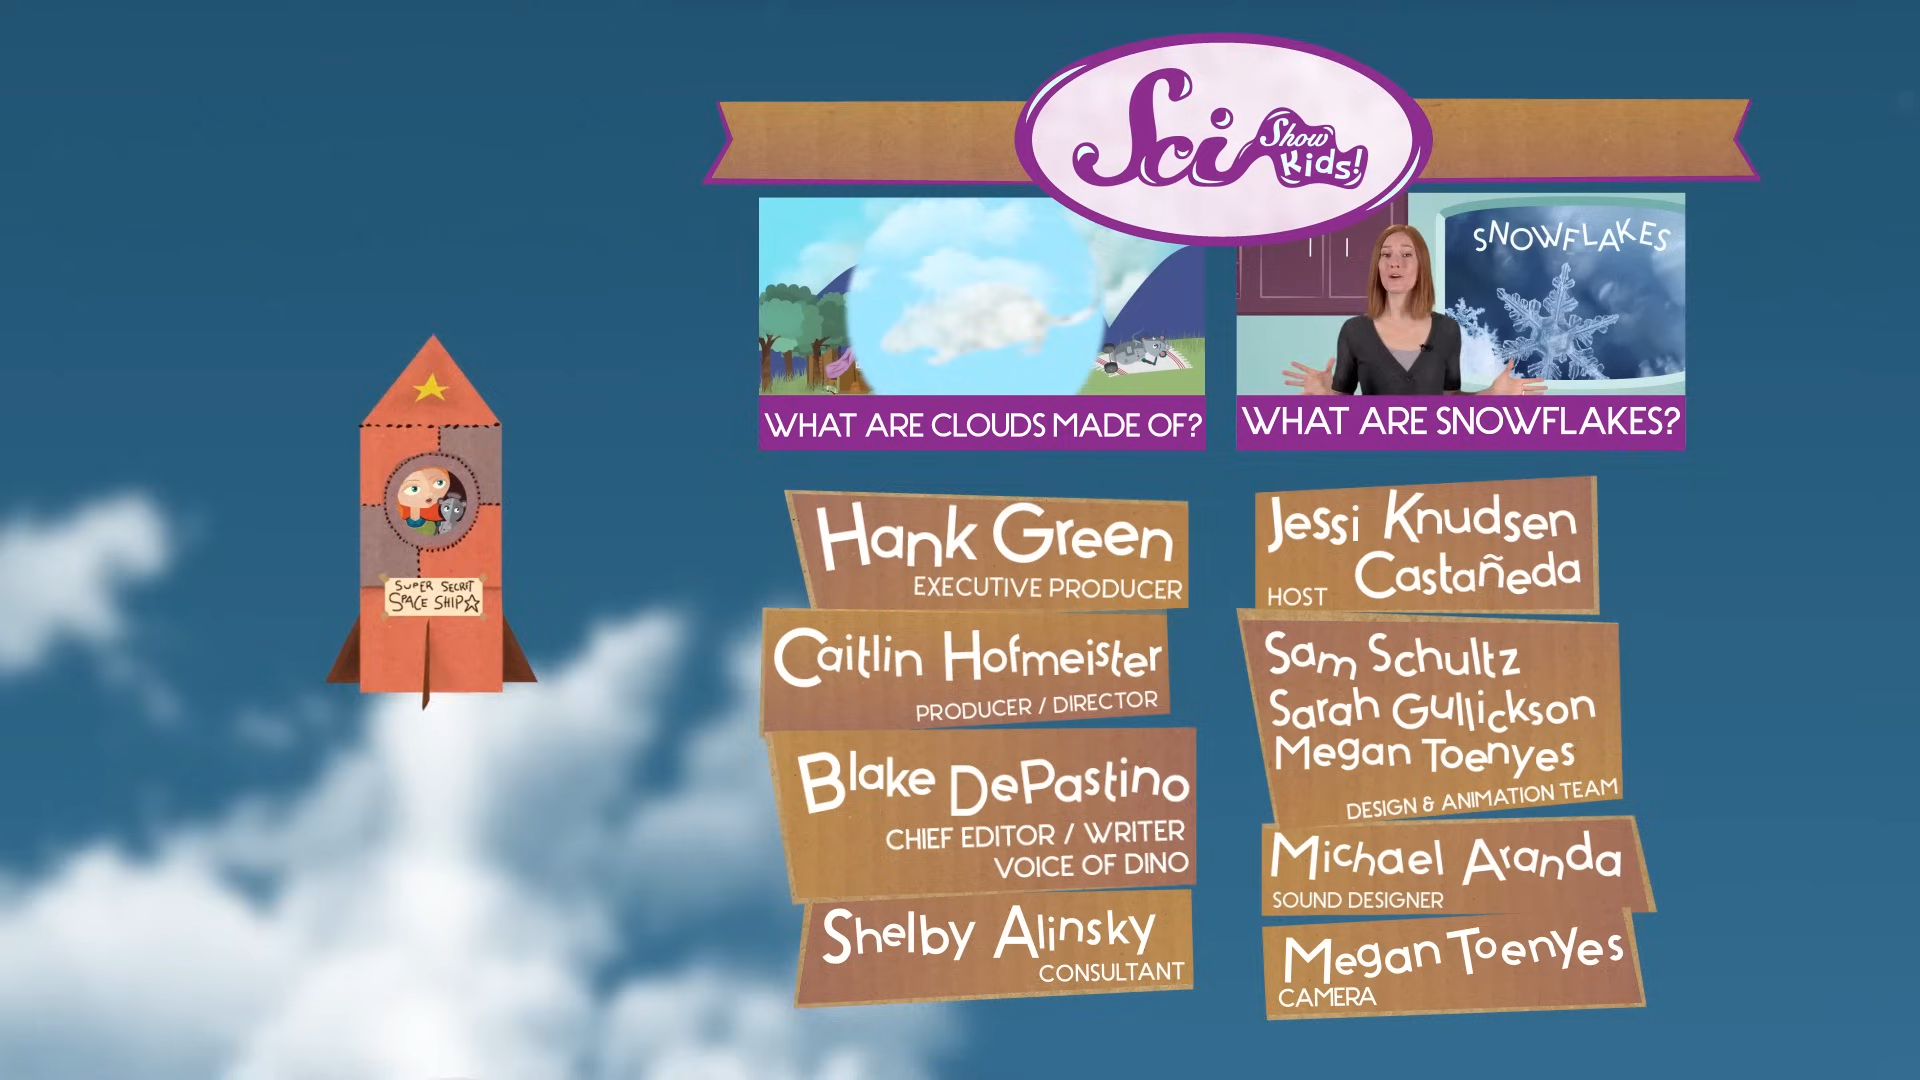 Sci Show Kids!
SNOWFLAKES
WHAT ARE CLOUDS MADE OF?
WHAT ARE SNOWFLAKES?
SUPER SECRET
SPACE SHIP
Hank Green
EXECUTIVE PRODUCER
Caitlin Hofmeister
PRODUCER / DIRECTOR
Blake DePastino
CHIEF EDITOR / WRITER
VOICE OF DINO
Shelby Alinsky
CONSULTANT
Jessi Knudsen
Castañeda
HOST
Sam Schultz
Sarah Gullickson
Megan Toenyes
DESIGN & ANIMATION TEAM
Michael Aranda
SOUND DESIGNER
Megan Toenyes
CAMERA